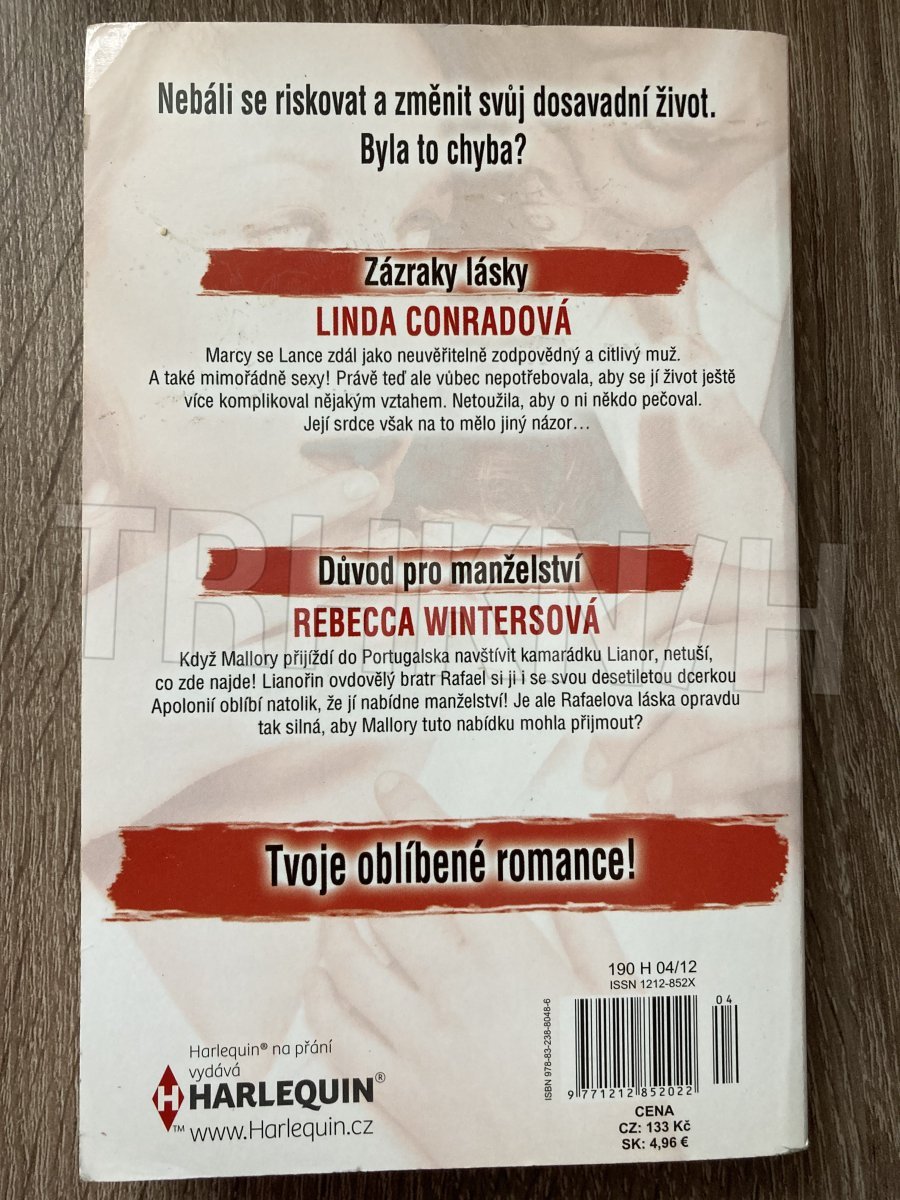 Nebáli se riskovat a změnit svůj dosavadní život.
Byla to chyba?
Zázraky lásky
LINDA CONRADOVÁ
Marcy se Lance zdál jako neuvěřitelně zodpovědný a citlivý muž.
A také mimořádně sexy! Právě teď ale vůbec nepotřebovala, aby se jí život ještě
více komplikoval nějakým vztahem. Netoužila, aby o ni někdo pečoval.
Její srdce však na to mělo jiný názor…
Důvod pro manželství
REBECCA WINTERSOVÁ
Když Mallory přijíždí do Portugalska navštívit kamarádku Lianor, netuší,
co zde najde! Lianořin ovdovělý bratr Rafael si ji i se svou desetiletou dcerkou
Apolonií oblíbí natolik, že jí nabídne manželství! Je ale Rafaelova láska opravdu
tak silná, aby Mallory tuto nabídku mohla přijmout?
Tvoje oblíbené romance!
190 H 04/12
ISSN 1212-852X
04
ISBN 978-83-238-8048-6
9 771212 852022
CENA
CZ: 133 Kč
SK: 4,96 €
Harlequin® na přání
vydává
H HARLEQUIN®
™ www.Harlequin.cz